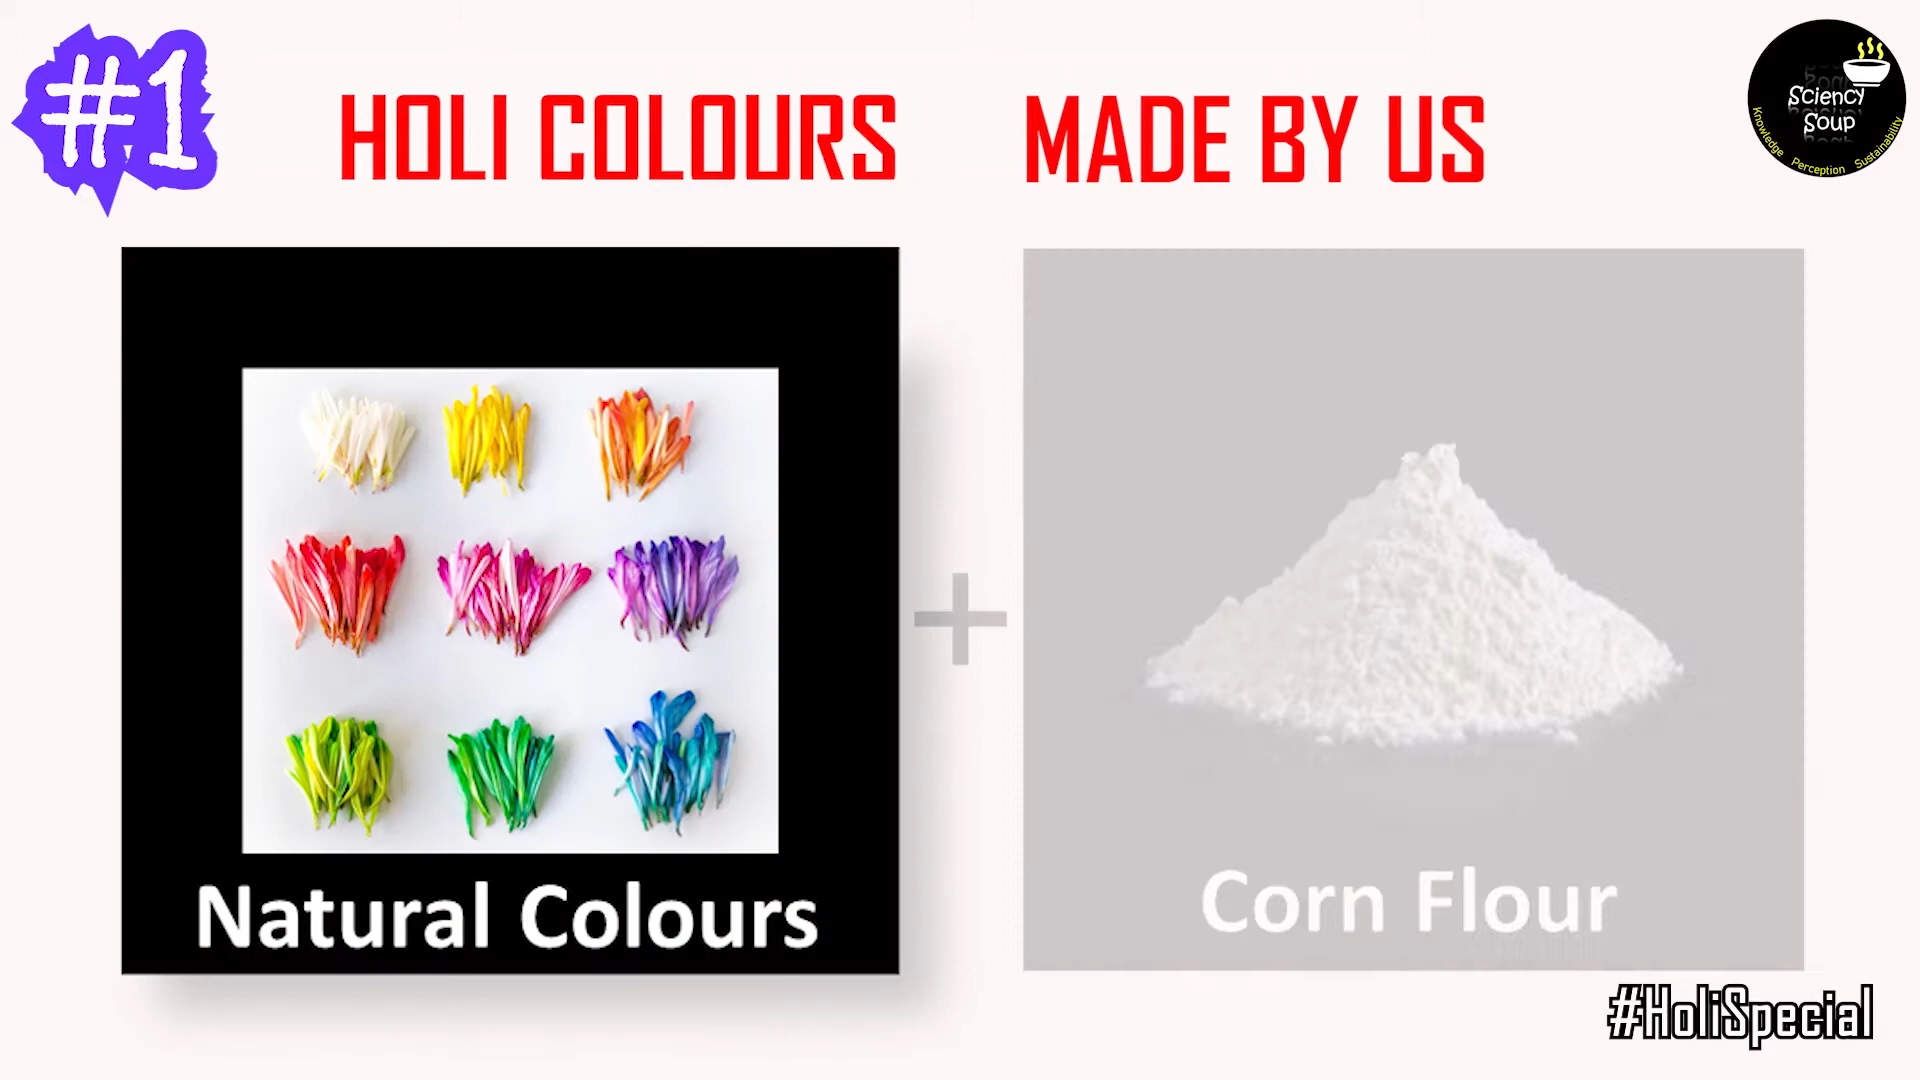 #1
HOLI COLOURS MADE BY US
Sciency
Soup
Knowledge Perception Sustainability
Natural Colours
Corn Flour
#HoliSpecial